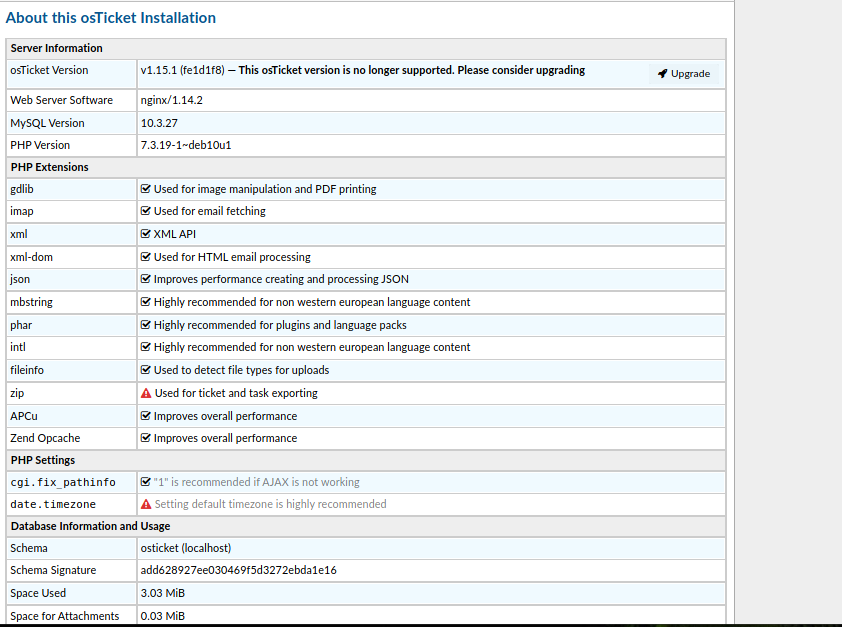 About this osTicket Installation
Server Information
osTicket Version v1.15.1 (fe1d1f8) — This osTicket version is no longer supported. Please consider upgrading Upgrade
Web Server Software nginx/1.14.2
MySQL Version 10.3.27
PHP Version 7.3.19-1~deb10u1
PHP Extensions
gdlib Used for image manipulation and PDF printing
imap Used for email fetching
xml XML API
xml-dom Used for HTML email processing
json Improves performance creating and processing JSON
mbstring Highly recommended for non western european language content
phar Highly recommended for plugins and language packs
intl Highly recommended for non western european language content
fileinfo Used to detect file types for uploads
zip Used for ticket and task exporting
APCu Improves overall performance
Zend Opcache Improves overall performance
PHP Settings
cgi.fix_pathinfo "1" is recommended if AJAX is not working
date.timezone Setting default timezone is highly recommended
Database Information and Usage
Schema osticket (localhost)
Schema Signature add628927ee030469f5d3272ebda1e16
Space Used 3.03 MiB
Space for Attachments 0.03 MiB